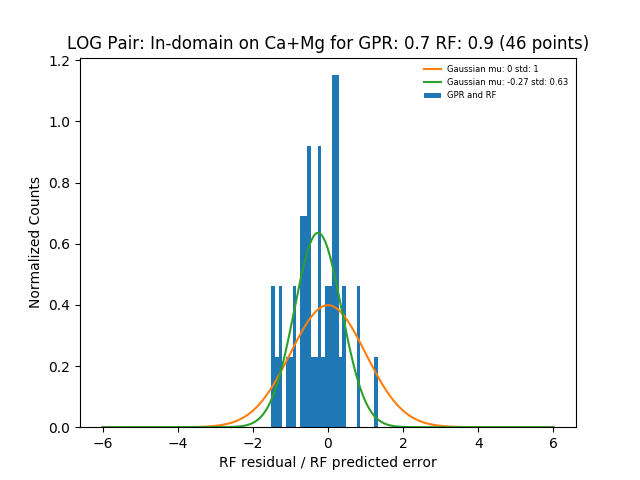 LOG Pair: In-domain on Ca+Mg for GPR: 0.7 RF: 0.9 (46 points)
Gaussian mu: 0 std: 1
Gaussian mu: -0.27 std: 0.63
GPR and RF
Normalized Counts
1.2
1.0
0.8
0.6
0.4
0.2
0.0
−6 −4 −2 0 2 4 6
RF residual / RF predicted error